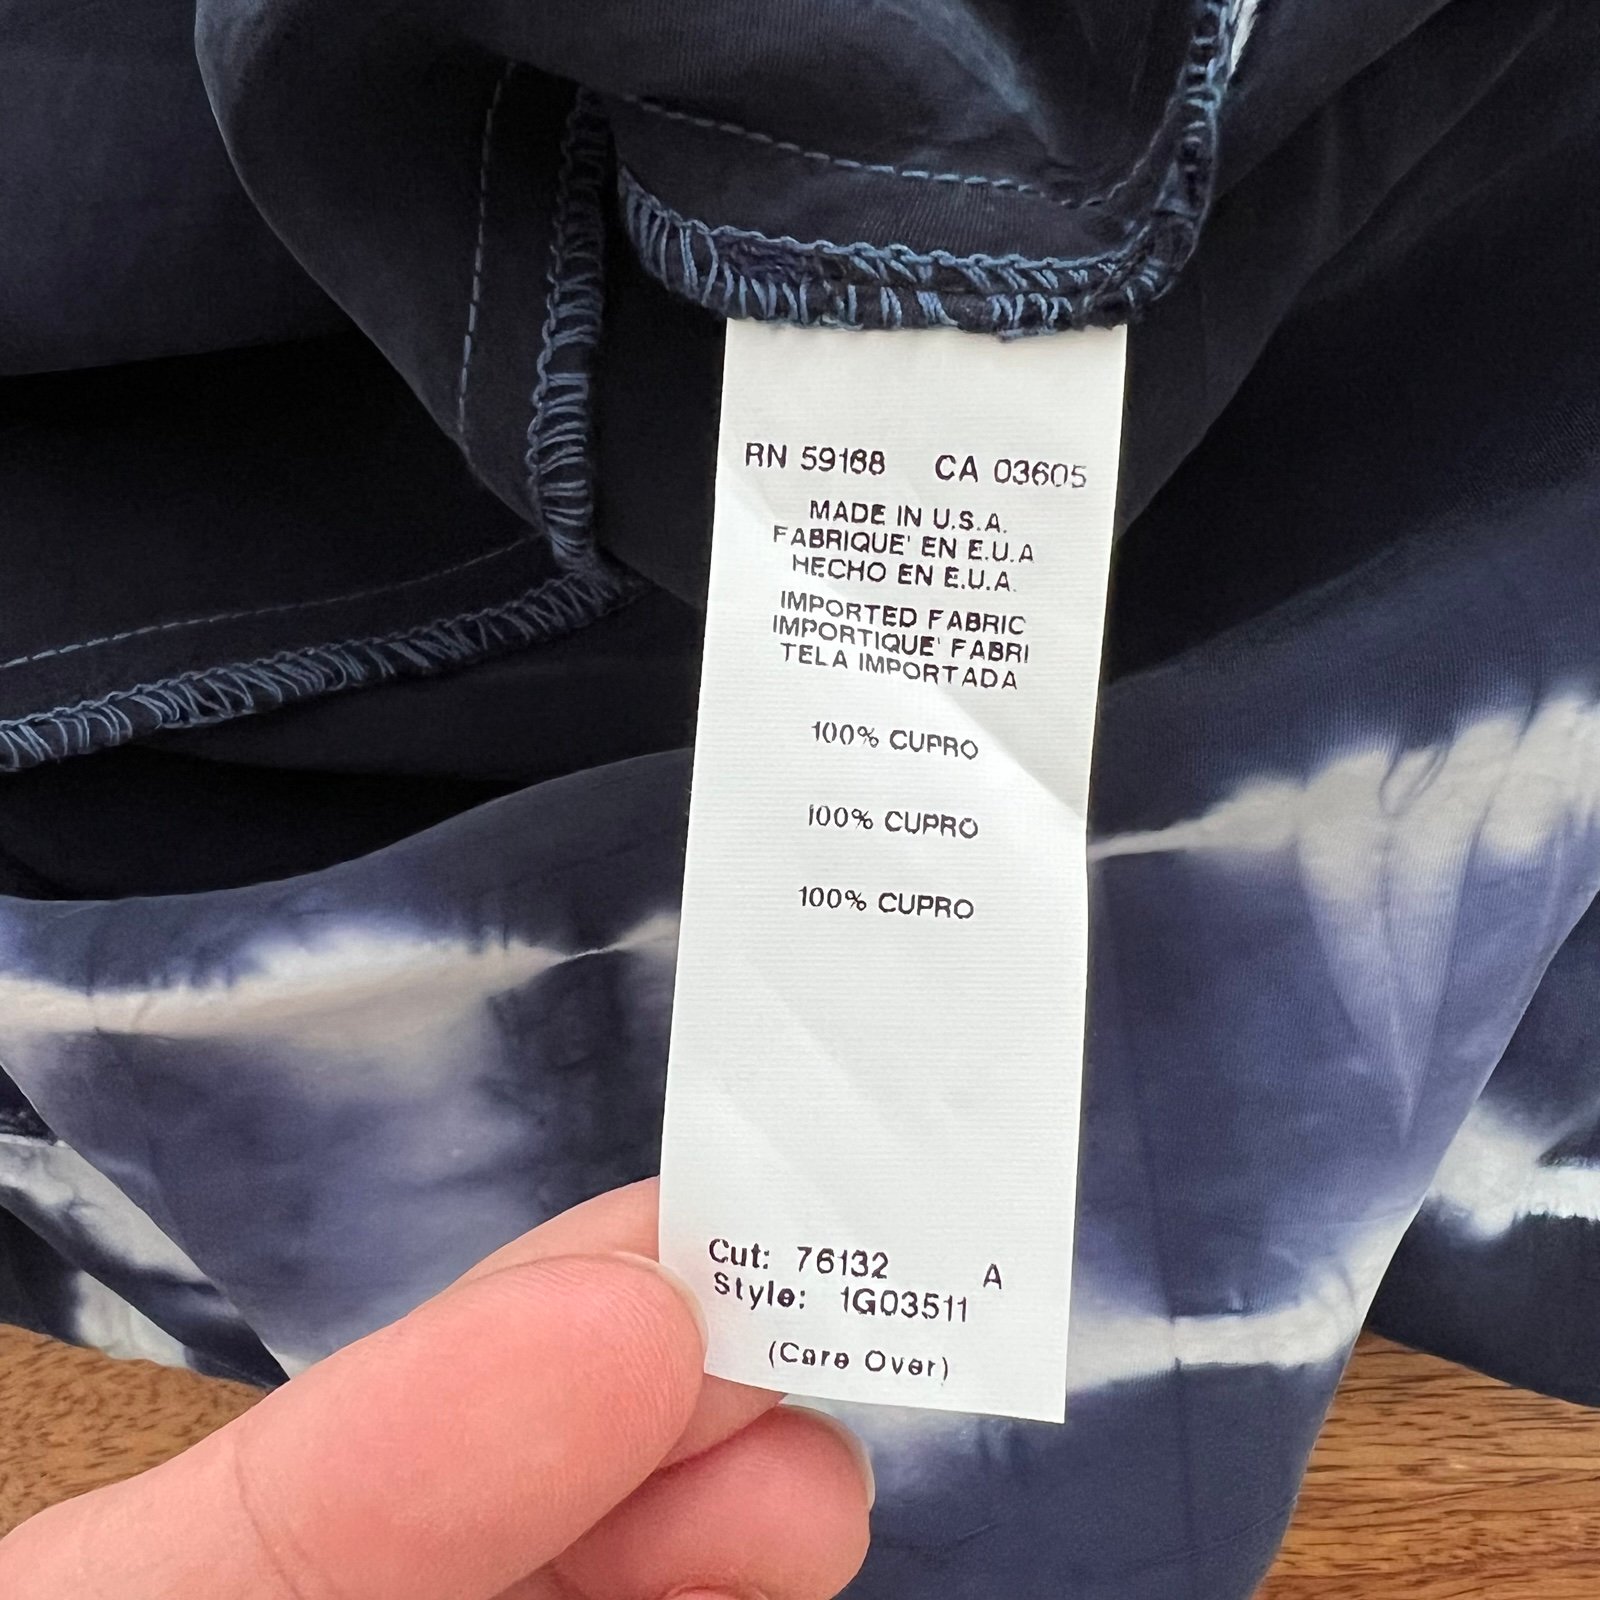 RN 59168 CA 03605
MADE IN U.S.A.
FABRIQUE' EN E.U.A
HECHO EN E.U.A.
IMPORTED FABRIC
IMPORTIQUE' FABRI
TELA IMPORTADA
100% CUPRO
100% CUPRO
100% CUPRO
Cut: 76132 A
Style: 1G03511
(Care Over)